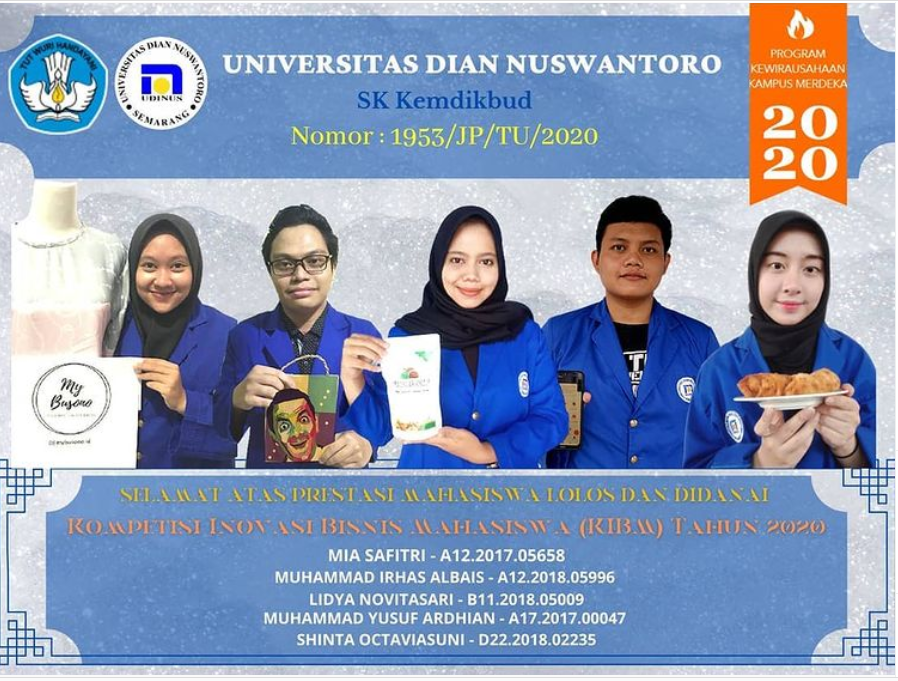 TUT WURI HANDAYANI
UNIVERSITAS DIAN NUSWANTORO
UDINUS
SEMARANG
UNIVERSITAS DIAN NUSWANTORO
SK Kemdikbud
Nomor : 1953/JP/TU/2020
PROGRAM
KEWIRAUSAHAAN
KAMPUS MERDEKA
20
20
My
Busono
SELAMAT ATAS PRESTASI MAHASISWA LOLOS DAN DIDANAI
KOMPETISI INOVASI BISNIS MAHASISWA (KIBM) TAHUN 2020
MIA SAFITRI - A12.2017.05658
MUHAMMAD IRHAS ALBAIS - A12.2018.05996
LIDYA NOVITASARI - B11.2018.05009
MUHAMMAD YUSUF ARDHIAN - A17.2017.00047
SHINTA OCTAVIASUNI - D22.2018.02235